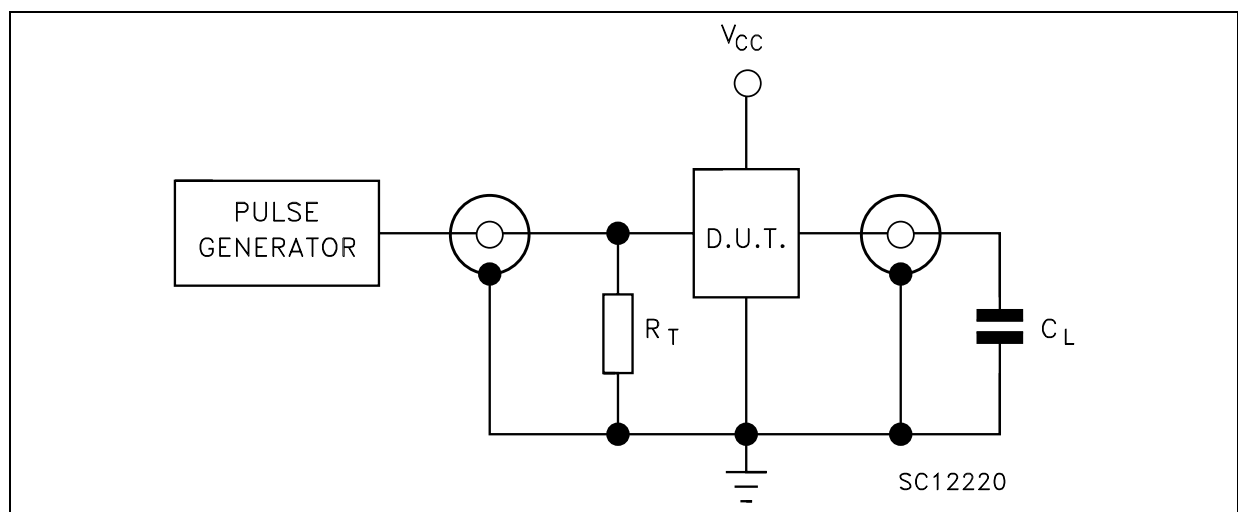 VCC
PULSE
GENERATOR
D.U.T.
RT
CL
SC12220